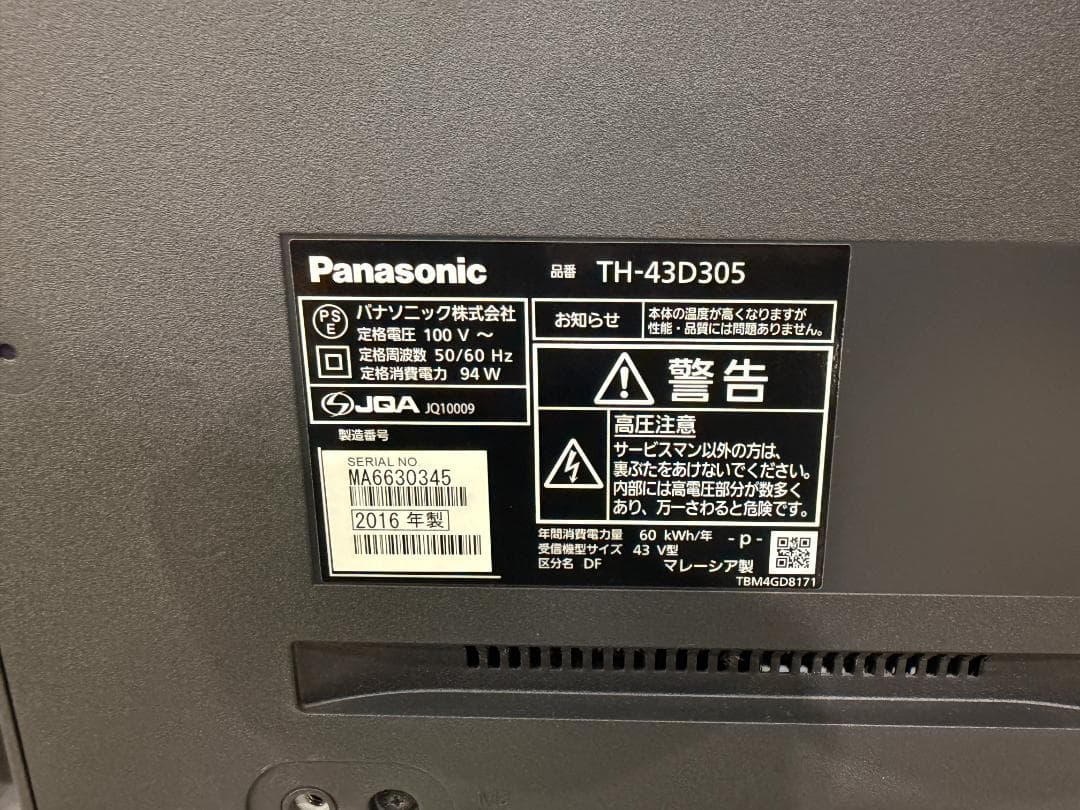 Panasonic
品番 TH-43D305
PS
E
パナソニック株式会社
定格電圧 100 V ～
定格周波数 50/60 Hz
定格消費電力 94 W
JQA JQ10009
製造番号
SERIAL NO.
MA6630345
2016 年製
お知らせ
本体の温度が高くなりますが
性能・品質には問題ありません。
警告
高圧注意
サービスマン以外の方は、
裏ぶたをあけないでください。
内部には高電圧部分が数多く
あり、万一さわると危険です。
年間消費電力量 60 kWh/年 -p-
受信機型サイズ 43 V型
区分名 DF マレーシア製
TBM4GD8171